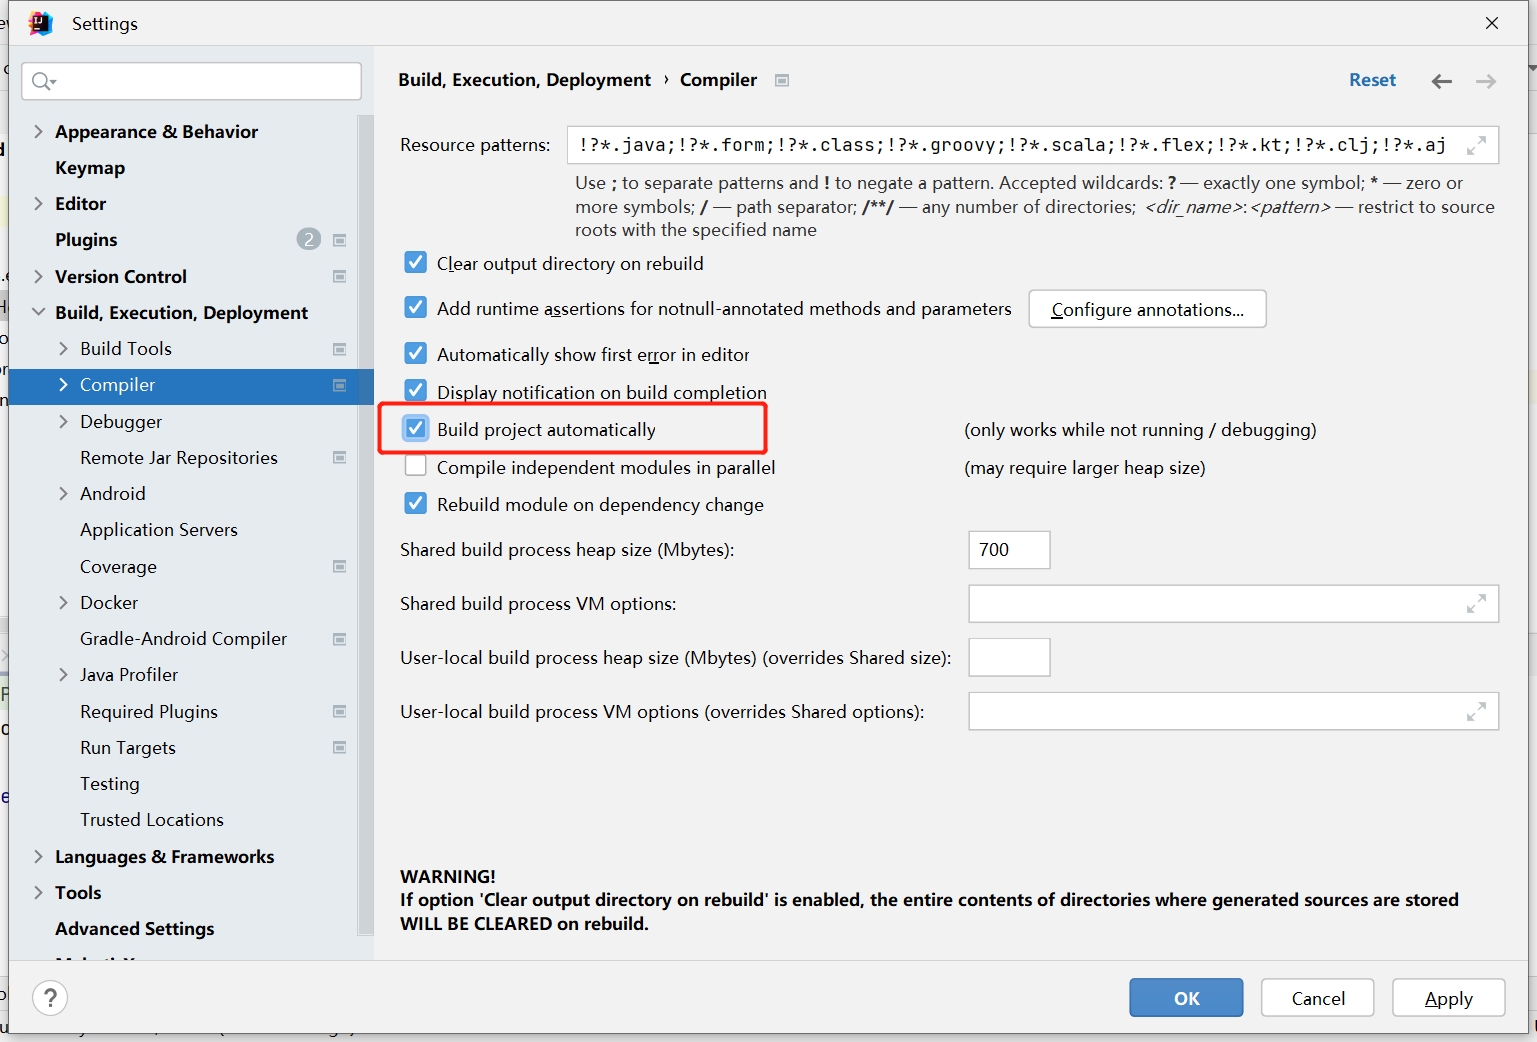 Settings
Build, Execution, Deployment › Compiler
Reset
Appearance & Behavior
Keymap
Editor
Plugins 2
Version Control
Build, Execution, Deployment
Build Tools
Compiler
Debugger
Remote Jar Repositories
Android
Application Servers
Coverage
Docker
Gradle-Android Compiler
Java Profiler
Required Plugins
Run Targets
Testing
Trusted Locations
Languages & Frameworks
Tools
Advanced Settings
Resource patterns: !?*.java;!?*.form;!?*.class;!?*.groovy;!?*.scala;!?*.flex;!?*.kt;!?*.clj;!?*.aj
Use ; to separate patterns and ! to negate a pattern. Accepted wildcards: ? — exactly one symbol; * — zero or
more symbols; / — path separator; /**/ — any number of directories; <dir_name>:<pattern> — restrict to source
roots with the specified name
Clear output directory on rebuild
Add runtime assertions for notnull-annotated methods and parameters Configure annotations...
Automatically show first error in editor
Display notification on build completion
Build project automatically (only works while not running / debugging)
Compile independent modules in parallel (may require larger heap size)
Rebuild module on dependency change
Shared build process heap size (Mbytes): 700
Shared build process VM options:
User-local build process heap size (Mbytes) (overrides Shared size):
User-local build process VM options (overrides Shared options):
WARNING!
If option 'Clear output directory on rebuild' is enabled, the entire contents of directories where generated sources are stored
WILL BE CLEARED on rebuild.
?
OK
Cancel
Apply